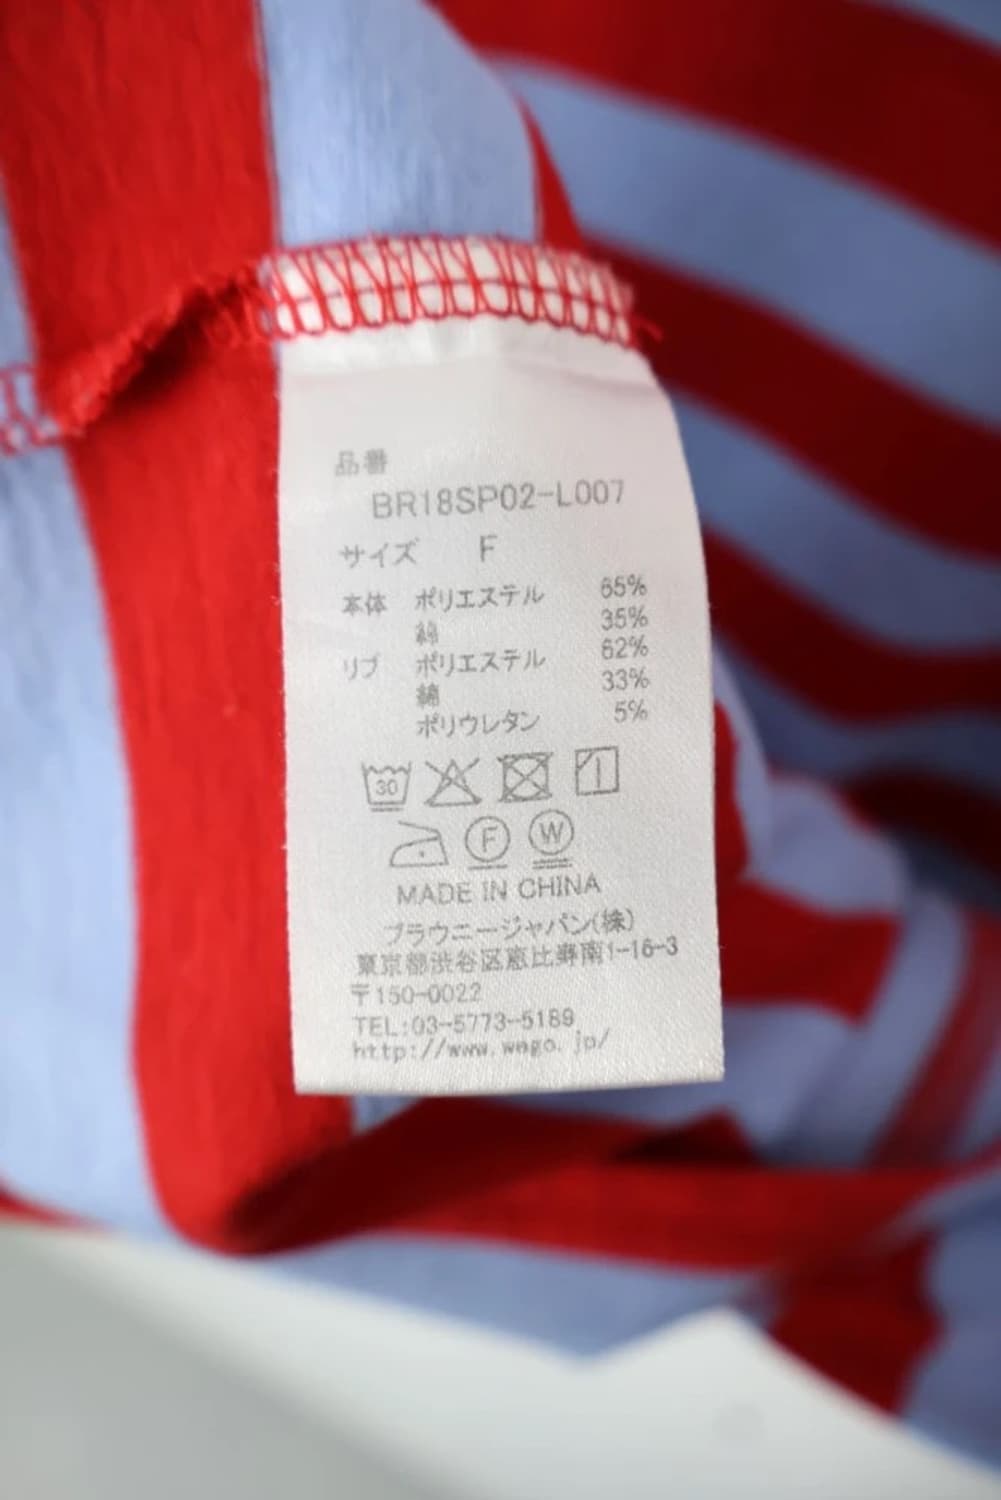 品番
BR18SP02-L007
サイズ F
本体 ポリエステル 65%
綿 35%
リブ ポリエステル 62%
綿 33%
ポリウレタン 5%
30
F W
MADE IN CHINA
ブラウニージャパン(株)
東京都渋谷区恵比寿南1-16-3
〒150-0022
TEL:03-5773-5189
http://www.wego.jp/